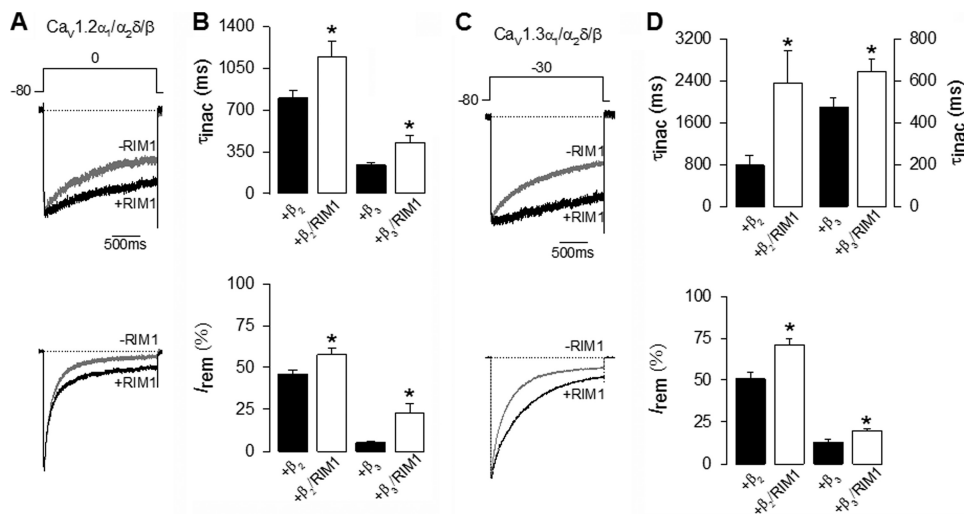 A
Caᵥ1.2α₁/α₂δ/β
0
-80
-RIM1
+RIM1
500ms
-RIM1
+RIM1
B
τinac (ms)
1400
1050
700
350
0
*
*
+β₂
+β₂/RIM1
+β₃
+β₃/RIM1
Irem (%)
100
75
50
25
0
*
*
+β₂
+β₂/RIM1
+β₃
+β₃/RIM1
C
Caᵥ1.3α₁/α₂δ/β
-30
-80
-RIM1
+RIM1
500ms
-RIM1
+RIM1
D
τinac (ms)
3200
2400
1600
800
0
*
*
800
600
400
200
0
τinac (ms)
+β₂
+β₂/RIM1
+β₃
+β₃/RIM1
Irem (%)
100
75
50
25
0
*
*
+β₂
+β₂/RIM1
+β₃
+β₃/RIM1